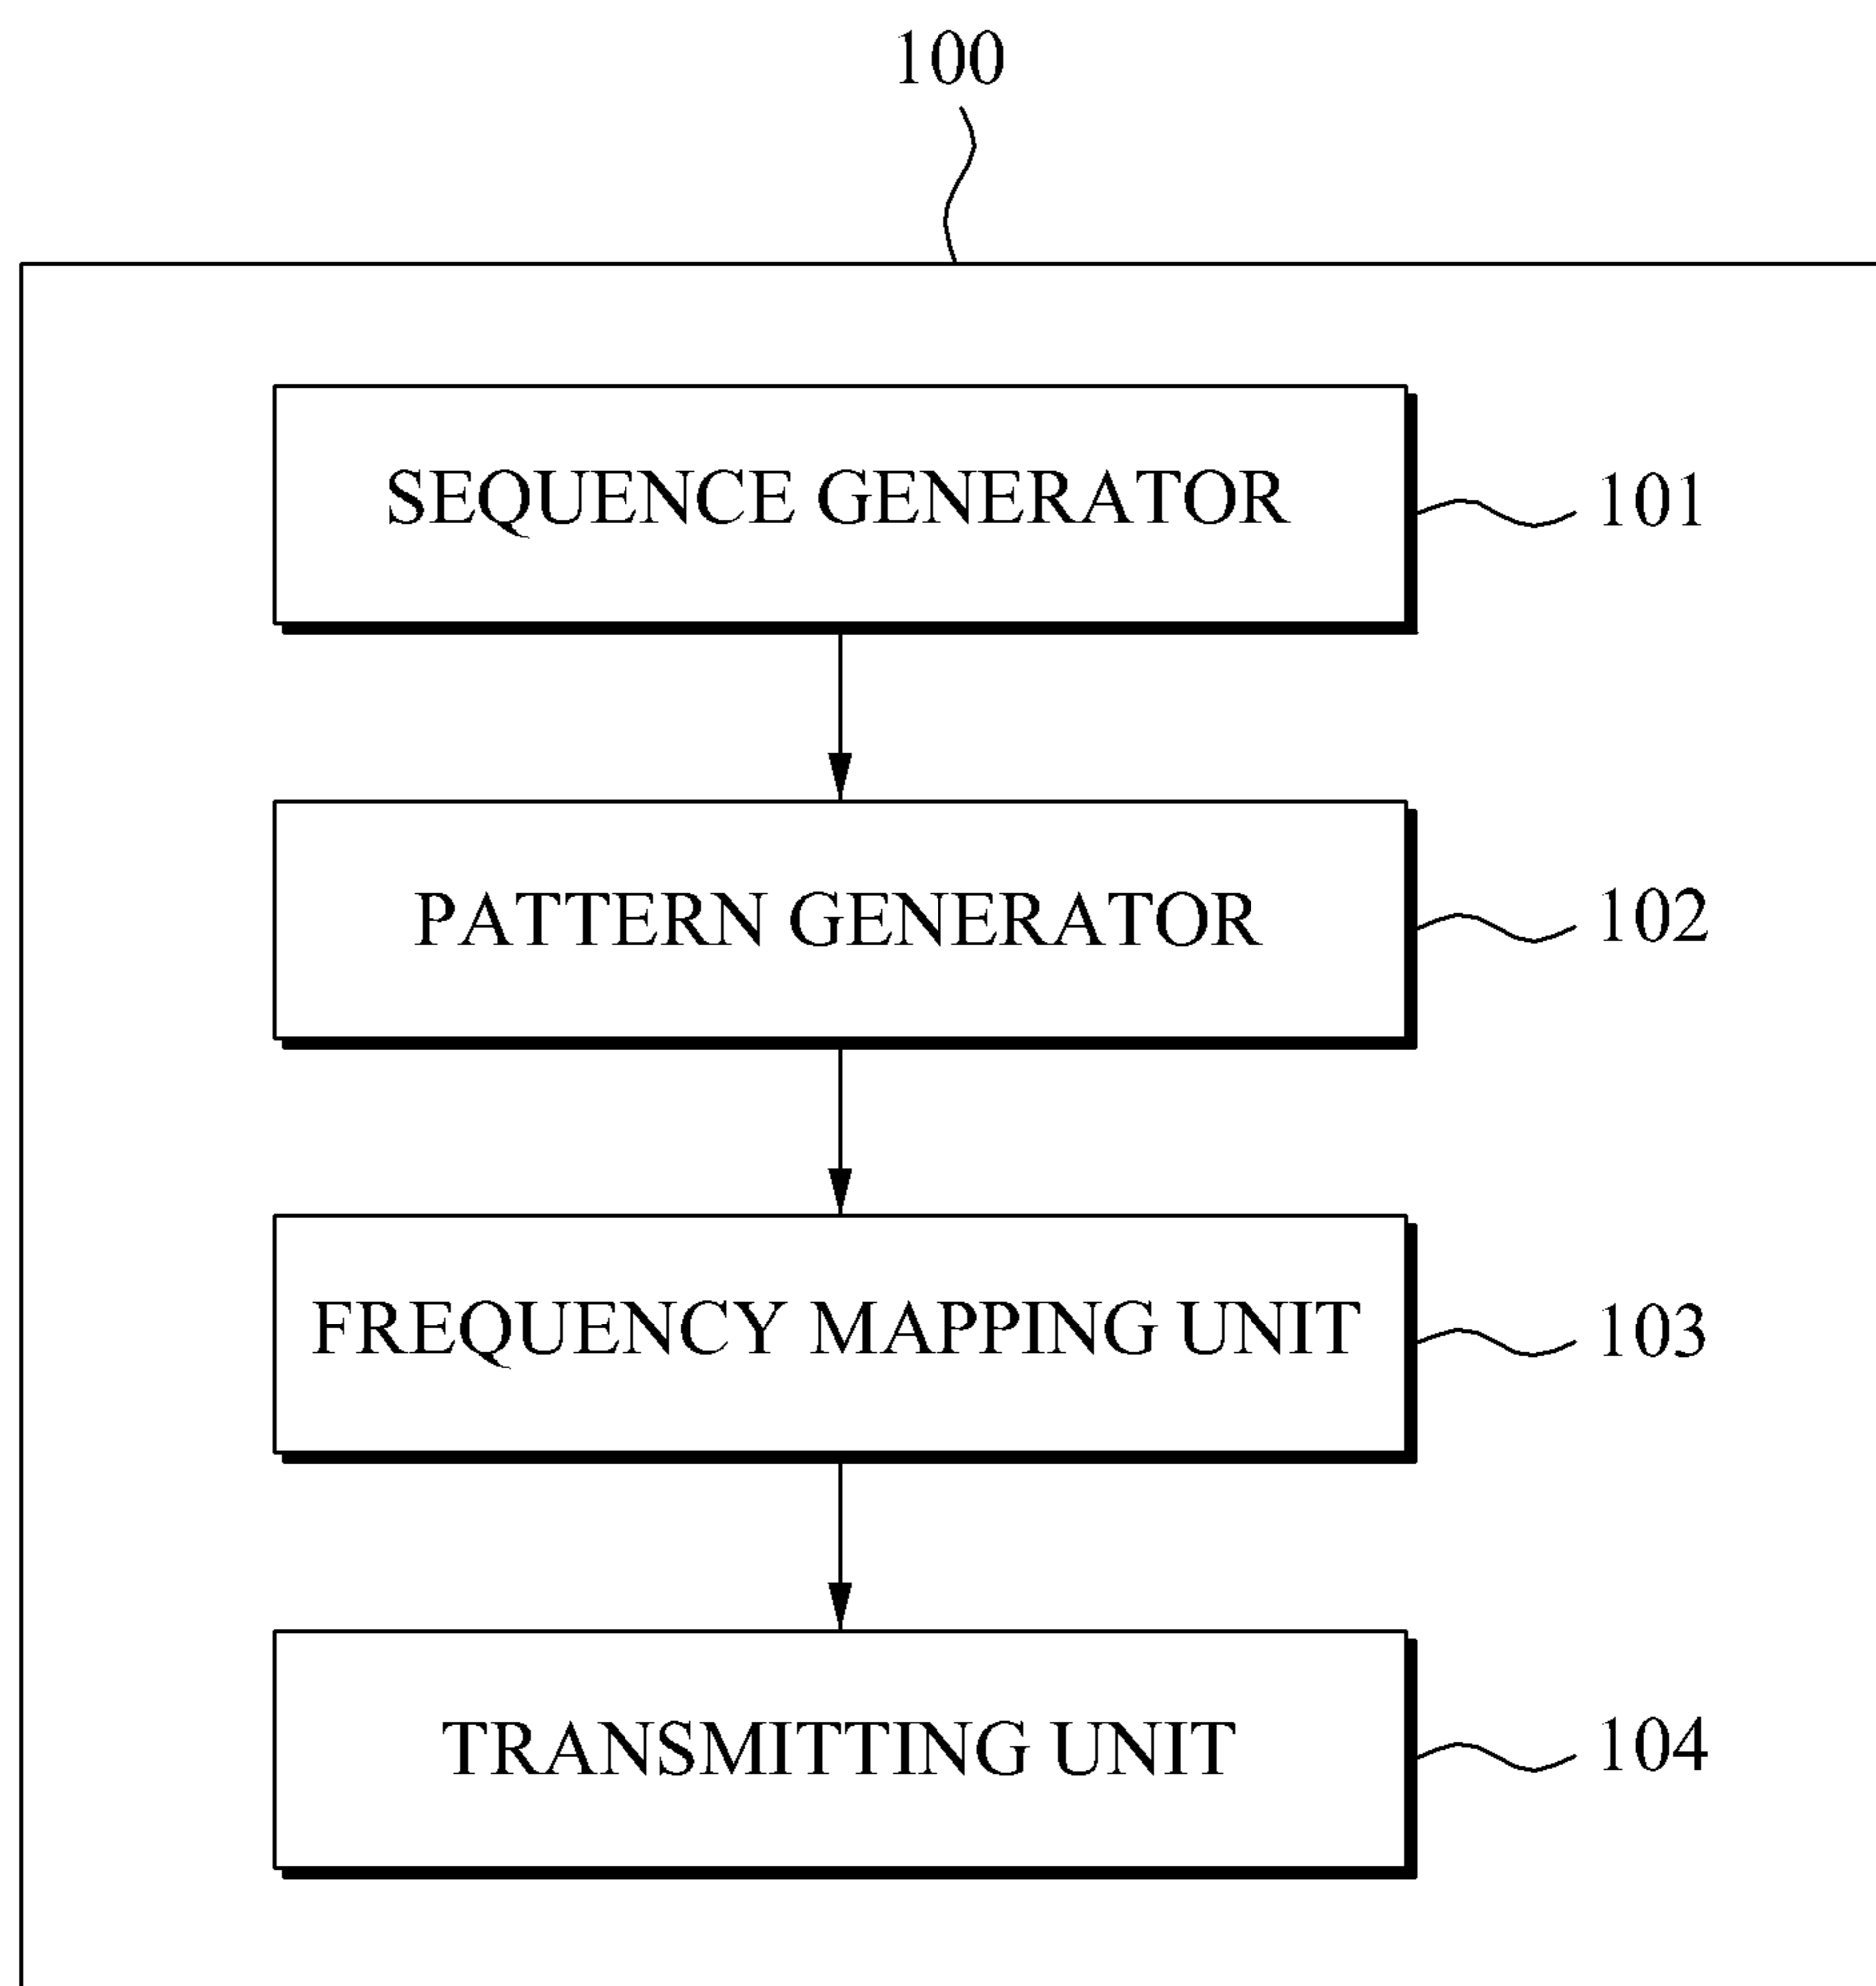 100
SEQUENCE GENERATOR 101
PATTERN GENERATOR 102
FREQUENCY MAPPING UNIT 103
TRANSMITTING UNIT 104